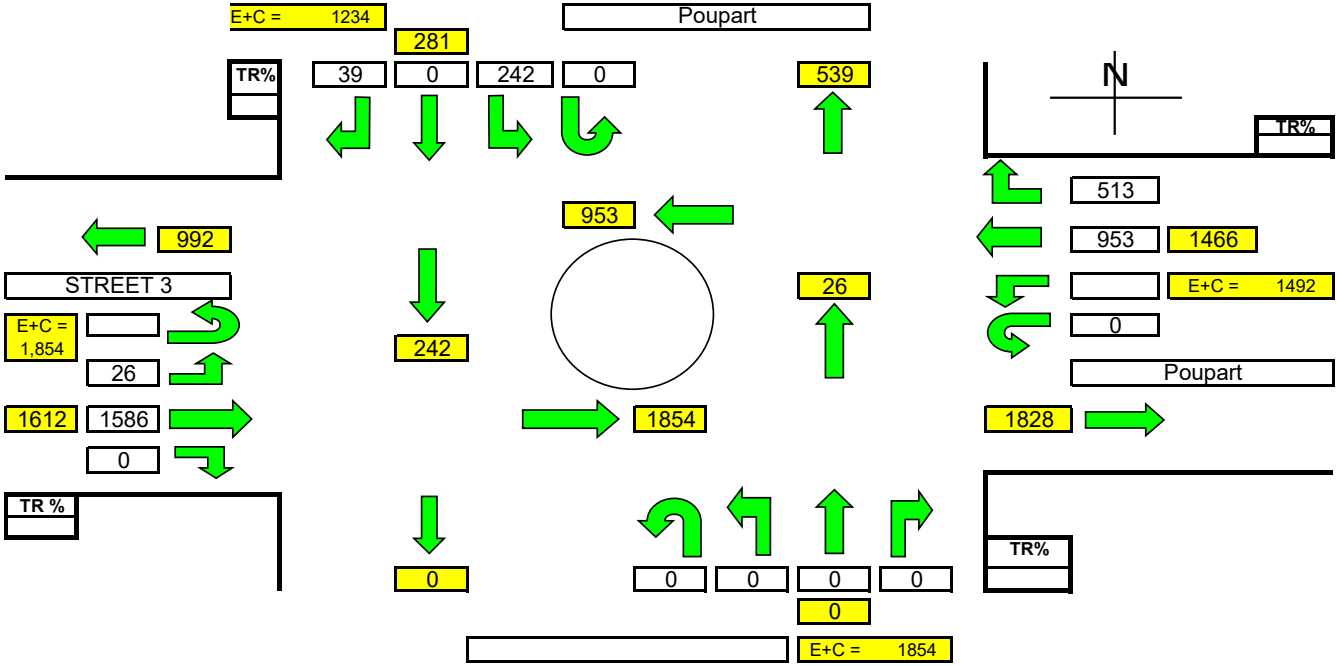 E+C = 1234
Poupart
281
TR%
39 0 242 0
539
N
TR%
513
953
992
953 1466
STREET 3
26
E+C = 1492
E+C =
1,854
0
242
26
Poupart
1612 1586
1854
1828
0
TR %
TR%
0
0 0 0 0
0
E+C = 1854